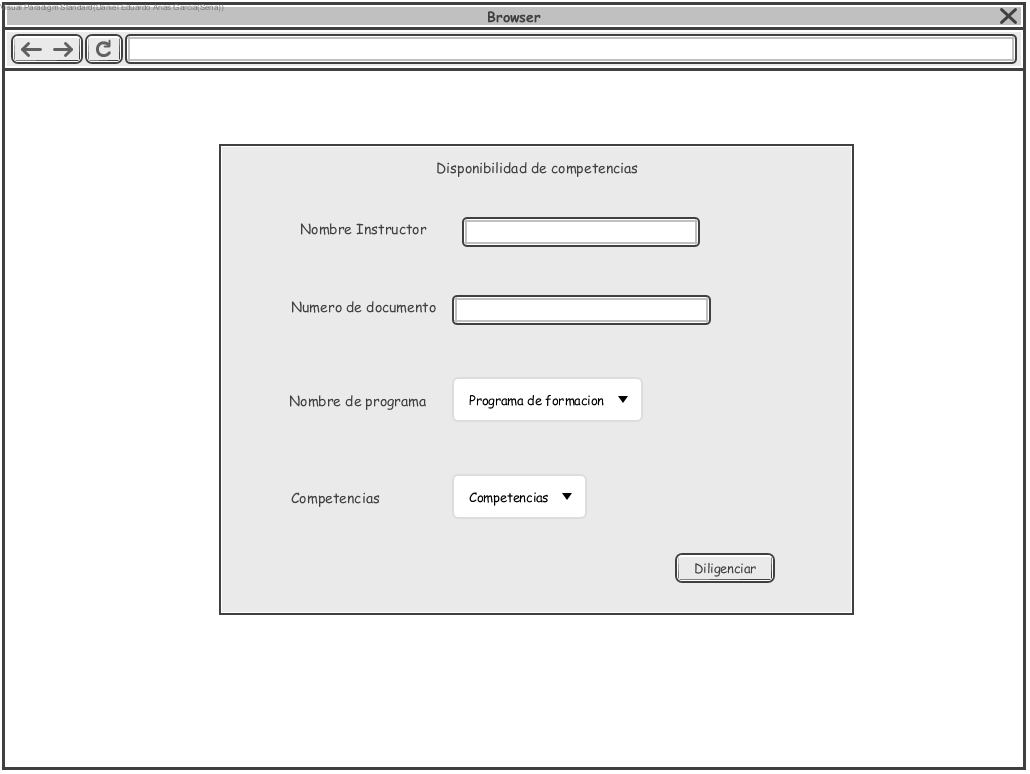 Visual Paradigm Standard(Daniel Eduardo Arias Garcia(Sena))
Browser
Disponibilidad de competencias
Nombre Instructor
Numero de documento
Nombre de programa
Programa de formacion
Competencias
Competencias
Diligenciar